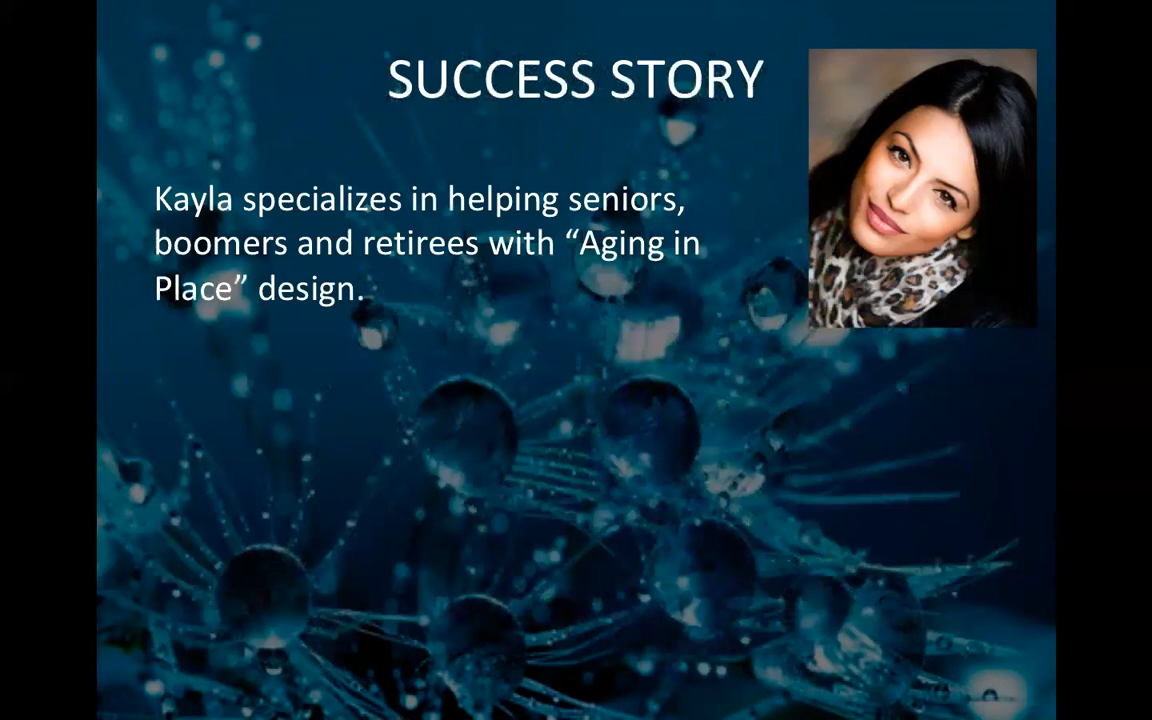 SUCCESS STORY
Kayla specializes in helping seniors,
boomers and retirees with “Aging in
Place” design.